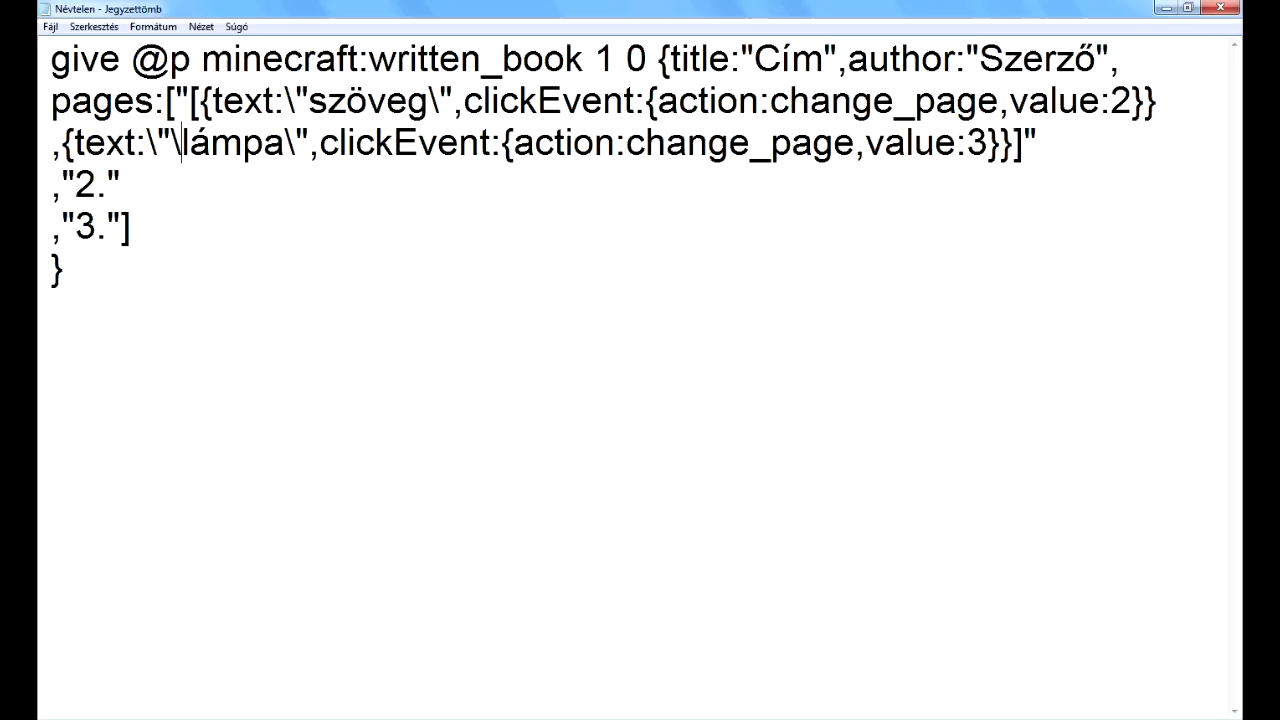 Névtelen - Jegyzettömb
Fájl Szerkesztés Formátum Nézet Súgó
give @p minecraft:written_book 1 0 {title:"Cím",author:"Szerző",
pages:["[{text:\"szöveg\",clickEvent:{action:change_page,value:2}}
,{text:\"\lámpa\",clickEvent:{action:change_page,value:3}}]"
,"2."
,"3."]
}